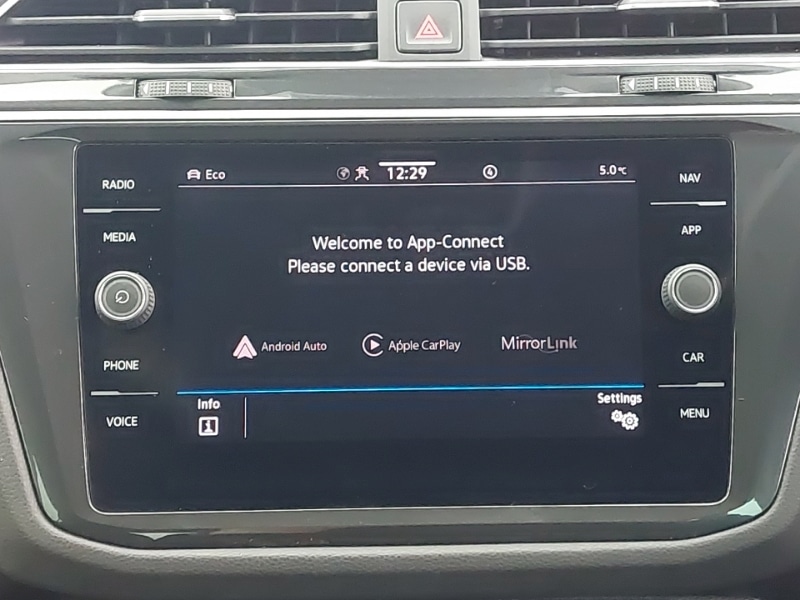 RADIO
MEDIA
PHONE
VOICE
Eco
12:29
4
5.0°C
Welcome to App-Connect
Please connect a device via USB.
Android Auto
Apple CarPlay
MirrorLink
Info
i
Settings
NAV
APP
CAR
MENU